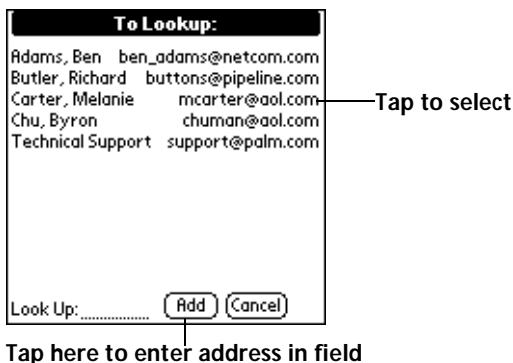 To Lookup:
Adams, Ben ben_adams@netcom.com
Butler, Richard buttons@pipeline.com
Carter, Melanie mcarter@aol.com
Tap to select
Chu, Byron chuman@aol.com
Technical Support support@palm.com
Look Up: Add Cancel
Tap here to enter address in field